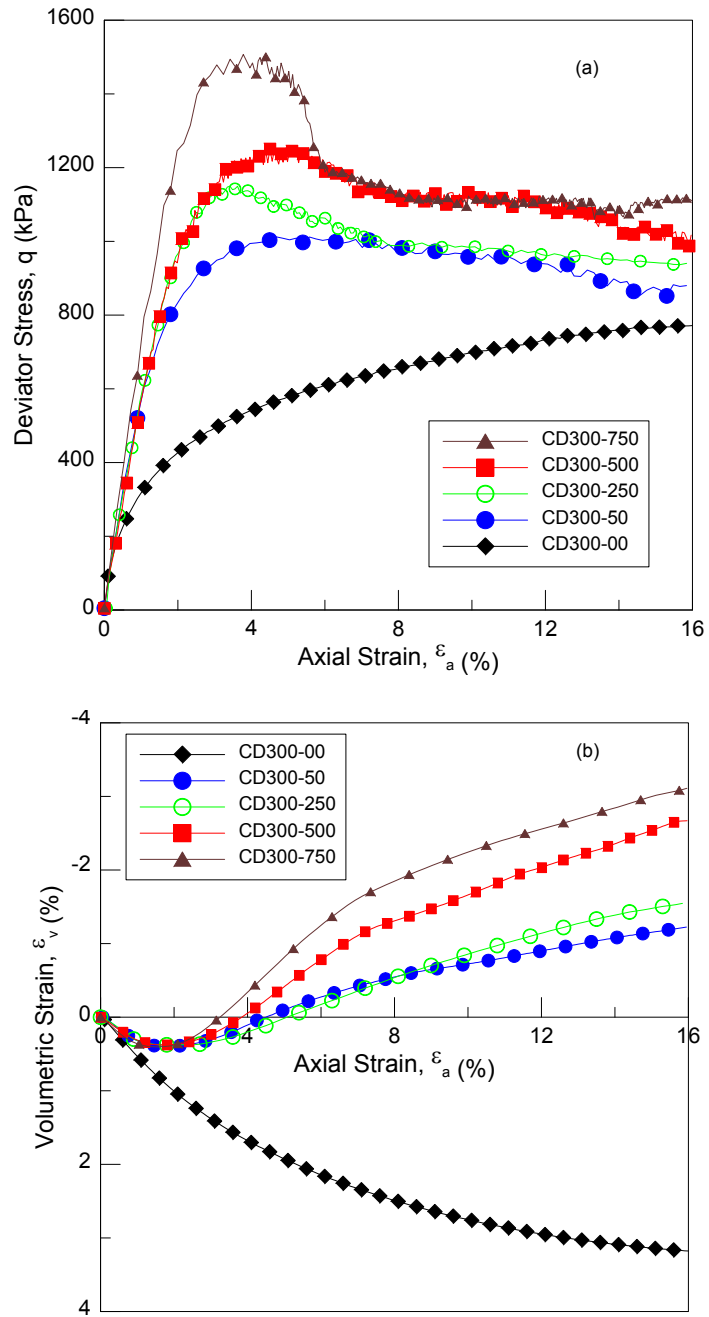 1600
(a)
1200
Deviator Stress, q (kPa)
800
CD300-750
CD300-500
400
CD300-250
CD300-50
CD300-00
0
0 4 8 12 16
Axial Strain, εa (%)
-4
CD300-00
(b)
CD300-50
CD300-250
CD300-500
CD300-750
-2
Volumetric Strain, εv (%)
0
0 4 8 12 16
Axial Strain, εa (%)
2
4